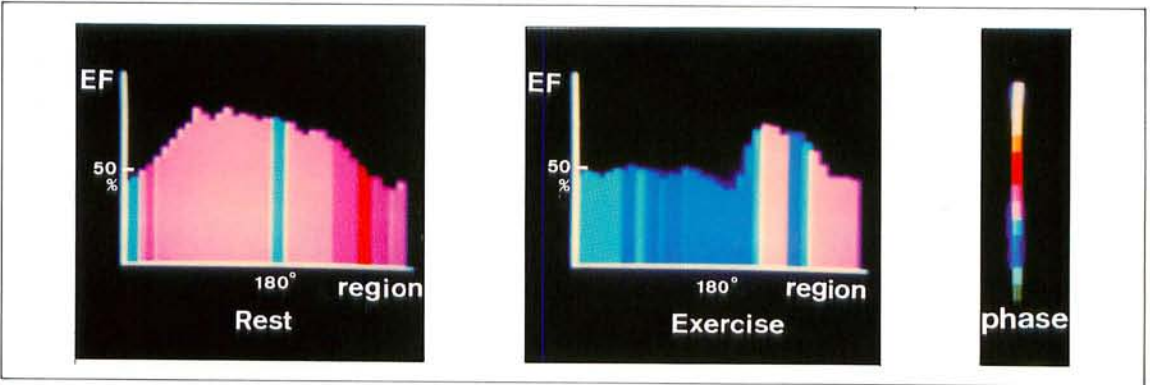 EF
50
%
180°
region
Rest
EF
50
%
180°
region
Exercise
phase